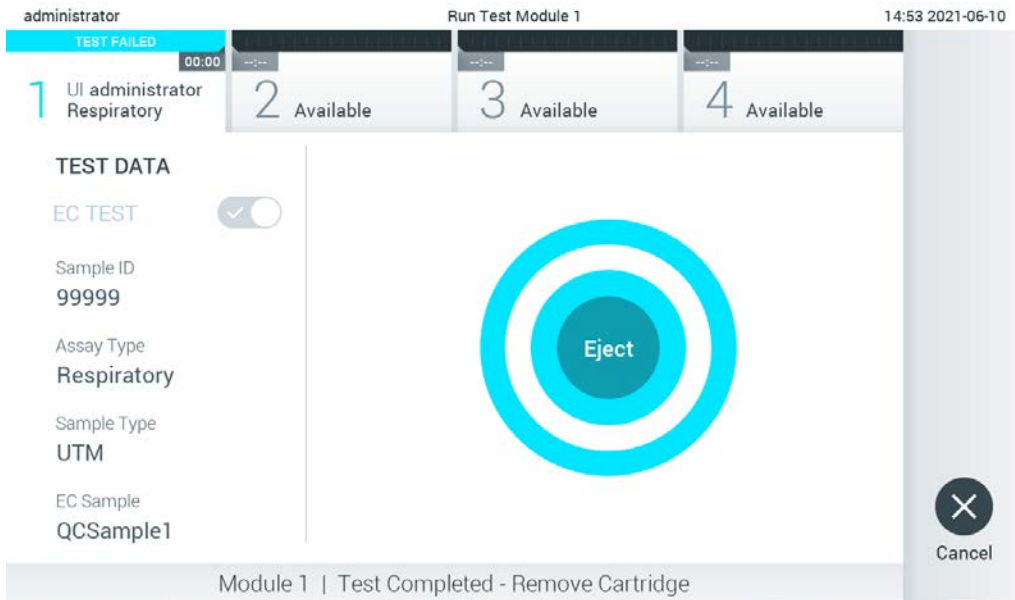 administrator
Run Test Module 1
14:53 2021-06-10
TEST FAILED
00:00
1
UI administrator
Respiratory
--:--
2 Available
--:--
3 Available
--:--
4 Available
TEST DATA
EC TEST
Sample ID
99999
Assay Type
Respiratory
Sample Type
UTM
EC Sample
QCSample1
Eject
Cancel
Module 1 | Test Completed - Remove Cartridge